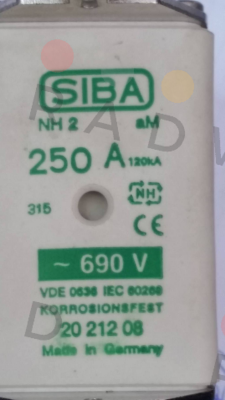 SIBA
NH 2 aM
250 A 120kA
315 NH
CE
~ 690 V
VDE 0636 IEC 60269
KORROSIONSFEST
20 212 08
Made in Germany